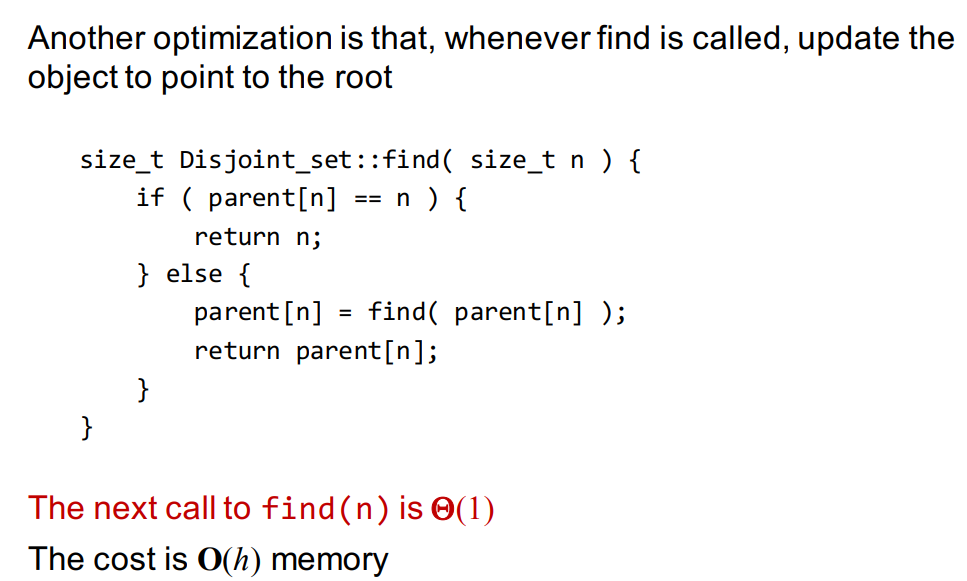 Another optimization is that, whenever find is called, update the
object to point to the root
size_t Disjoint_set::find( size_t n ) {
    if ( parent[n] == n ) {
        return n;
    } else {
        parent[n] = find( parent[n] );
        return parent[n];
    }
}
The next call to find(n) is Θ(1)
The cost is O(h) memory